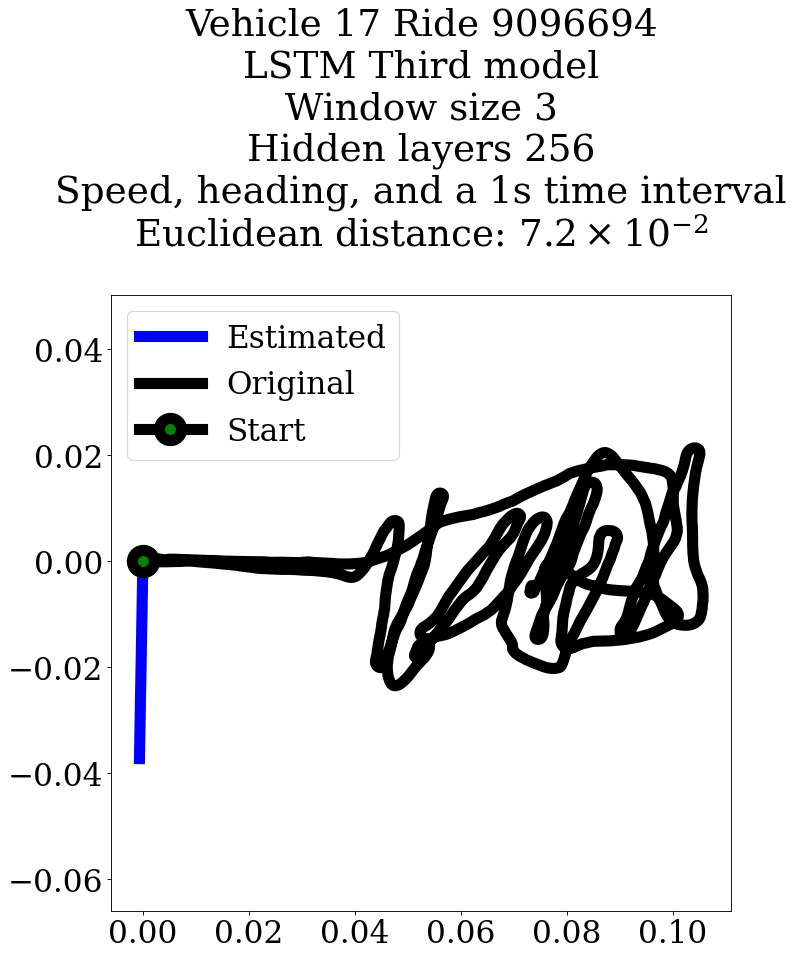 Vehicle 17 Ride 9096694
LSTM Third model
Window size 3
Hidden layers 256
Speed, heading, and a 1s time interval
Euclidean distance: 7.2 × 10⁻²
Estimated
Original
Start
0.04
0.02
0.00
−0.02
−0.04
−0.06
0.00 0.02 0.04 0.06 0.08 0.10